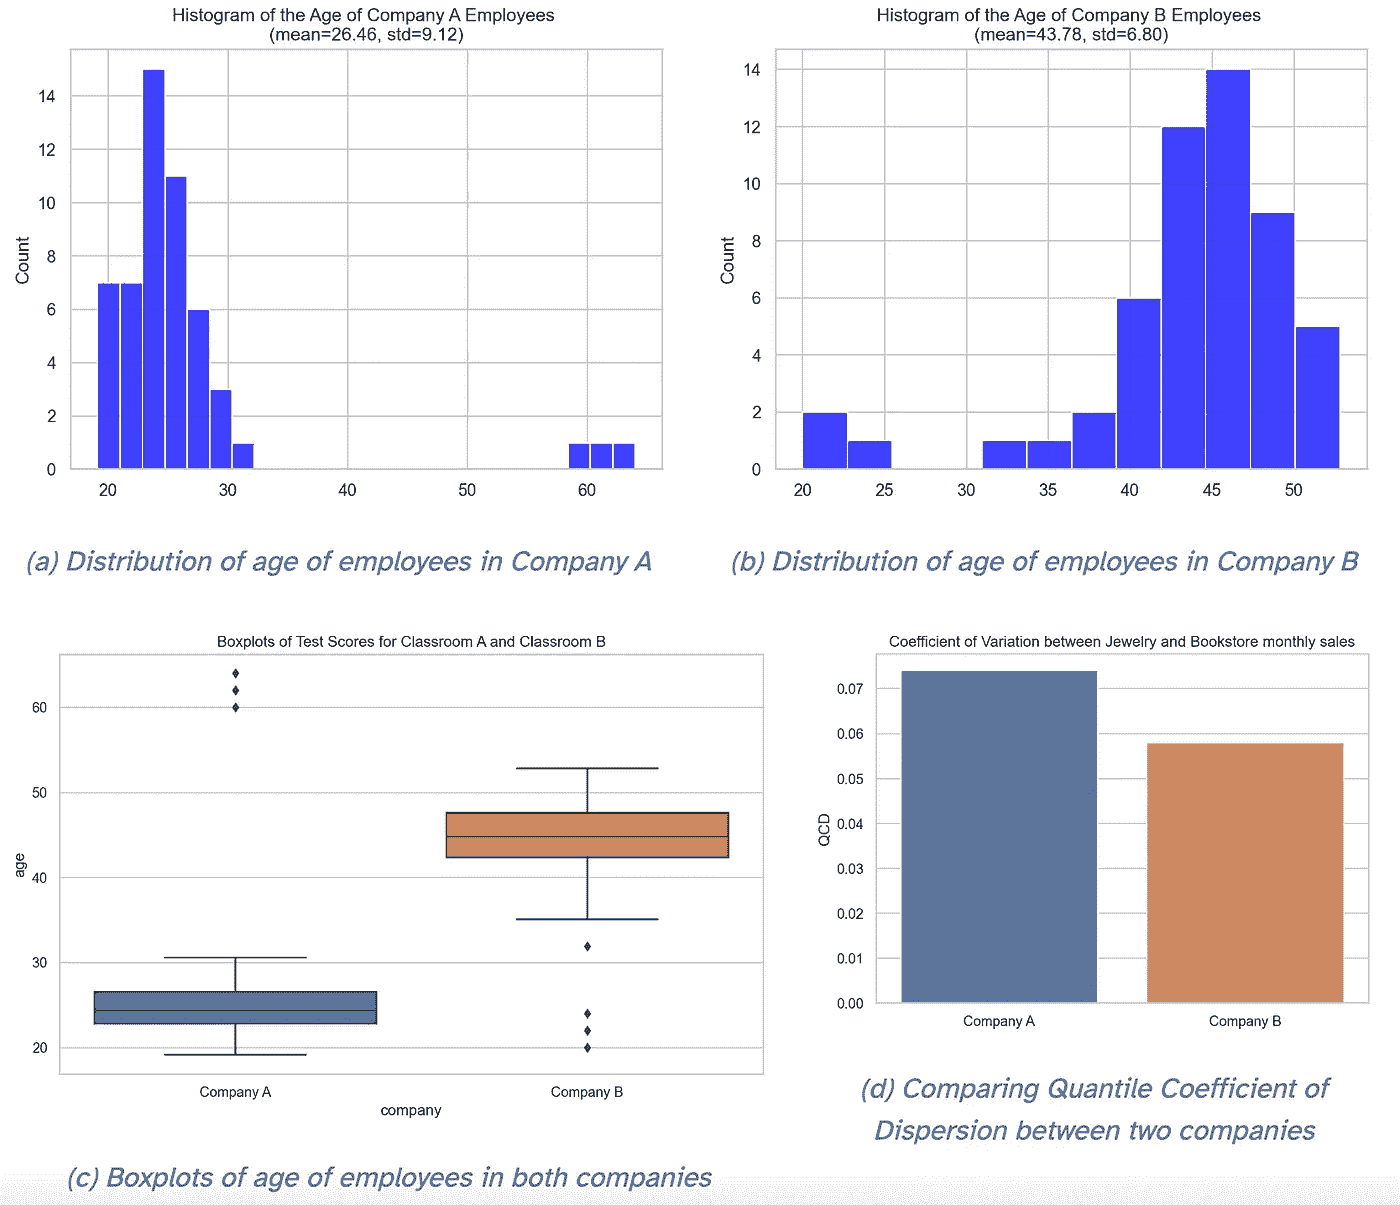 Histogram of the Age of Company A Employees
(mean=26.46, std=9.12)
Count
14
12
10
8
6
4
2
0
20
30
40
50
60
(a) Distribution of age of employees in Company A
Histogram of the Age of Company B Employees
(mean=43.78, std=6.80)
Count
14
12
10
8
6
4
2
0
20
25
30
35
40
45
50
(b) Distribution of age of employees in Company B
Boxplots of Test Scores for Classroom A and Classroom B
age
60
50
40
30
20
Company A
Company B
company
(c) Boxplots of age of employees in both companies
Coefficient of Variation between Jewelry and Bookstore monthly sales
QCD
0.07
0.06
0.05
0.04
0.03
0.02
0.01
0.00
Company A
Company B
(d) Comparing Quantile Coefficient of
Dispersion between two companies